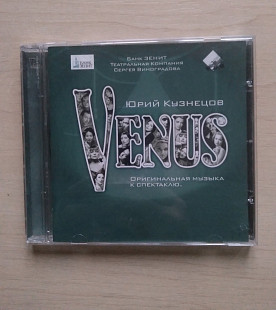 Банк ЗЕНИТ
Театральная компания
Сергея Виноградова
Юрий Кузнецов
VENUS
Оригинальная музыка
к спектаклю.